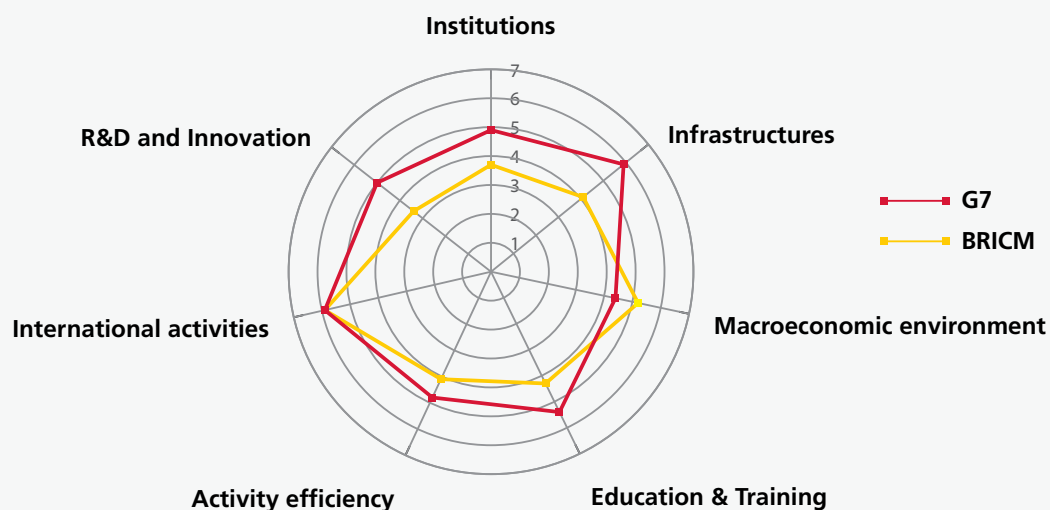 Institutions
7
6
5
4
3
2
1
R&D and Innovation
Infrastructures
G7
BRICM
International activities
Macroeconomic environment
Activity efficiency
Education & Training